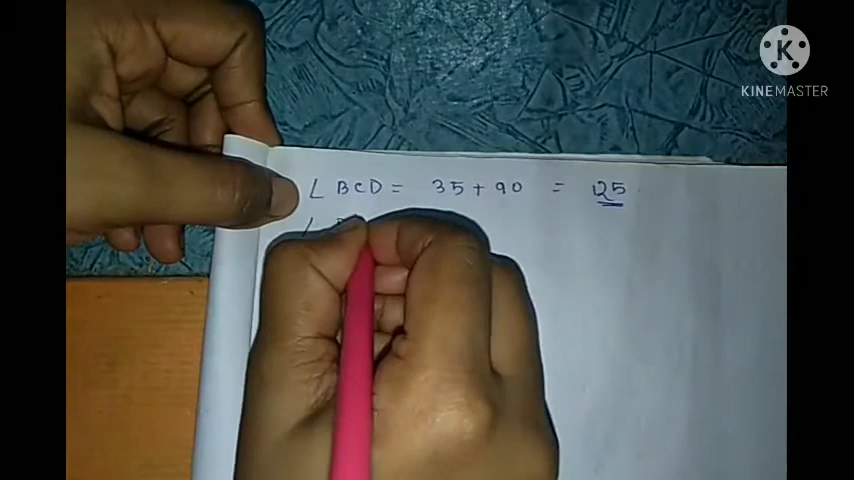 KINEMASTER
∠ BCD = 35 + 90 = 125